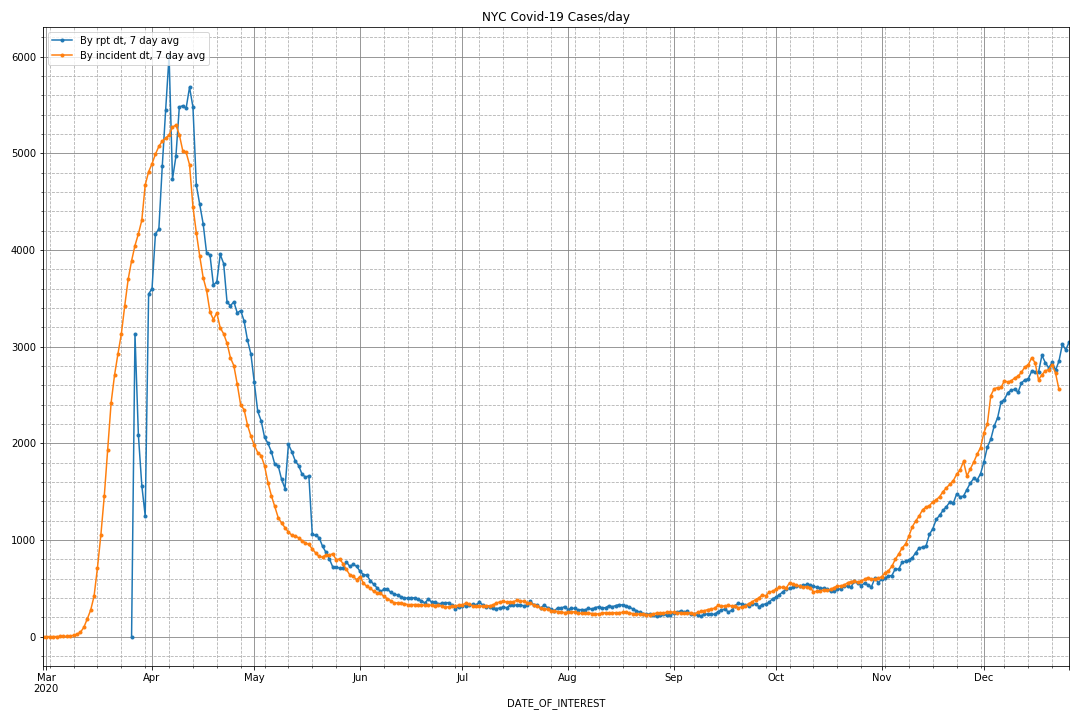 NYC Covid-19 Cases/day
By rpt dt, 7 day avg
By incident dt, 7 day avg
6000
5000
4000
3000
2000
1000
0
Mar Apr May Jun Jul Aug Sep Oct Nov Dec
2020
DATE_OF_INTEREST